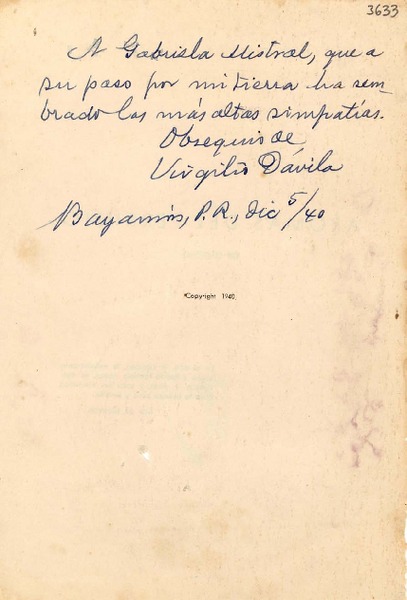 3633
A Gabriela Mistral, que a
su paso por mi tierra ha sem-
brado las más altas simpatías.
Obsequio de
Virgilio Dávila
Bayamón, P.R., Dic 5/40
Copyright 1940